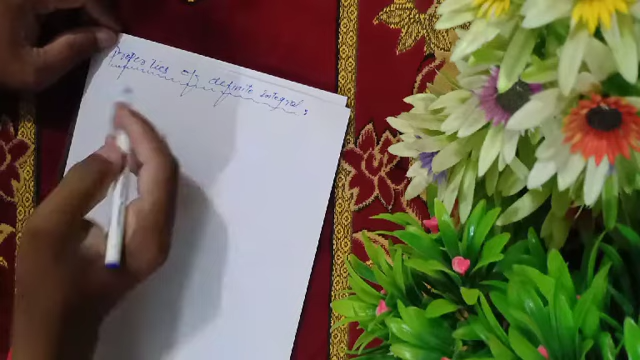 Properties of definite integral :